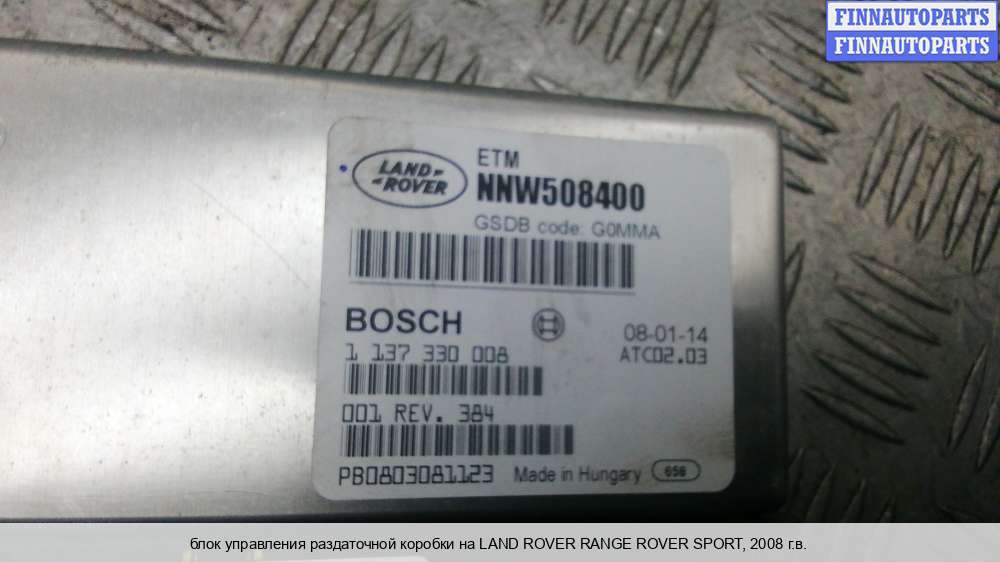 FINNAUTOPARTS
FINNAUTOPARTS
LAND-
-ROVER
ETM
NNW508400
GSDB code: G0MMA
BOSCH
08-01-14
1 137 330 008
ATC02.03
001 REV. 384
PB0803081123
Made in Hungary
656
блок управления раздаточной коробки на LAND ROVER RANGE ROVER SPORT, 2008 г.в.